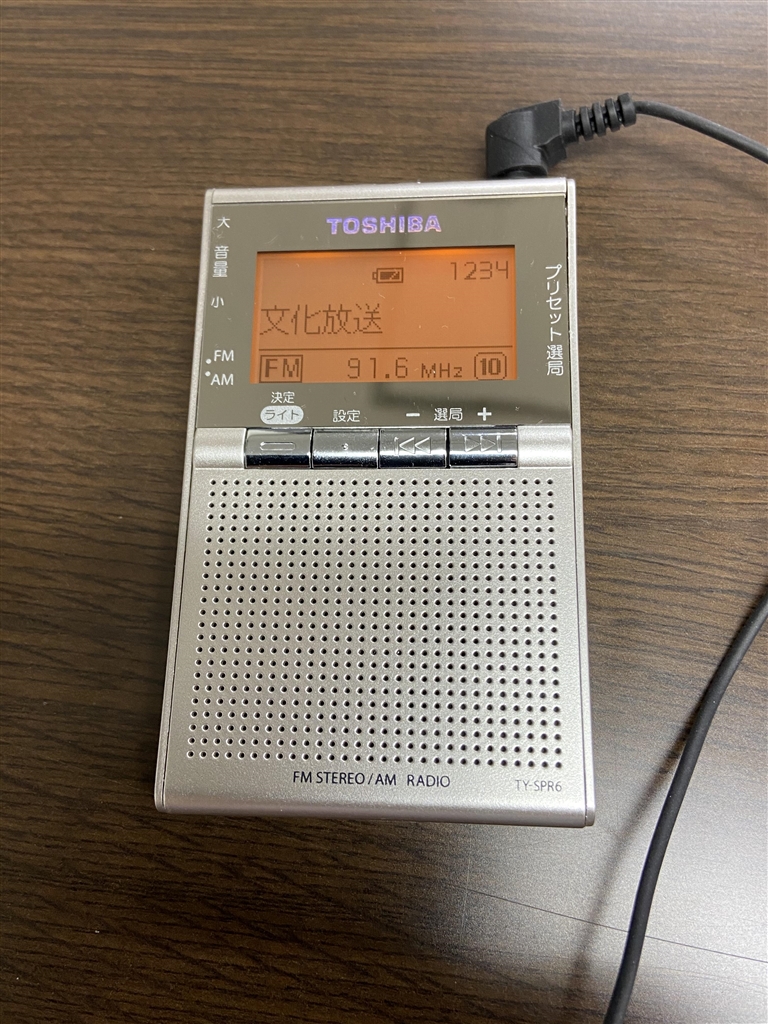 TOSHIBA
大
音量
小
FM
AM
1234
文化放送
FM 91.6 MHz 10
プリセット選局
決定
ライト 設定 − 選局 +
FM STEREO/AM RADIO
TY-SPR6